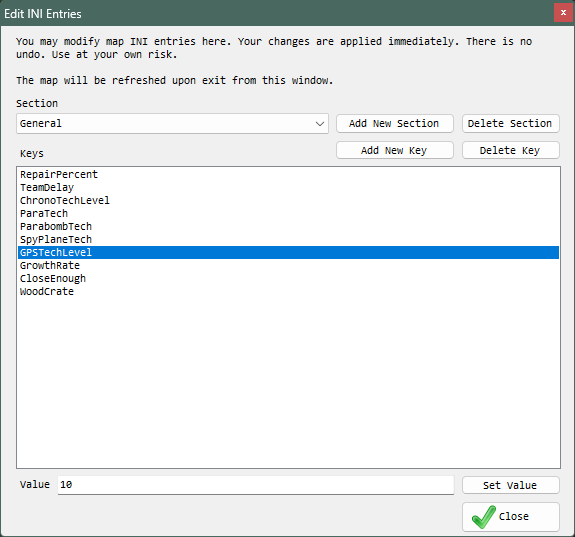 Edit INI Entries
You may modify map INI entries here. Your changes are applied immediately. There is no
undo. Use at your own risk.
The map will be refreshed upon exit from this window.
Section
General
Add New Section
Delete Section
Keys
Add New Key
Delete Key
RepairPercent
TeamDelay
ChronoTechLevel
ParaTech
ParabombTech
SpyPlaneTech
GPSTechLevel
GrowthRate
CloseEnough
WoodCrate
Value
10
Set Value
Close